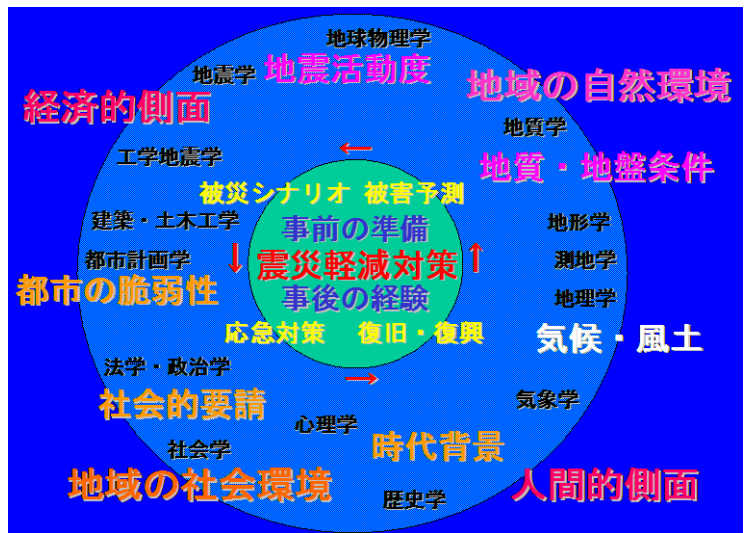 地球物理学
地震学
地震活動度
地域の自然環境
経済的側面
地質学
工学地震学
←
地質・地盤条件
被災シナリオ 被害予測
建築・土木工学
事前の準備
地形学
都市計画学
↓
震災軽減対策
↑
測地学
都市の脆弱性
事後の経験
地理学
応急対策 復旧・復興
気候・風土
法学・政治学
→
社会的要請
気象学
心理学
社会学
時代背景
地域の社会環境
歴史学
人間的側面